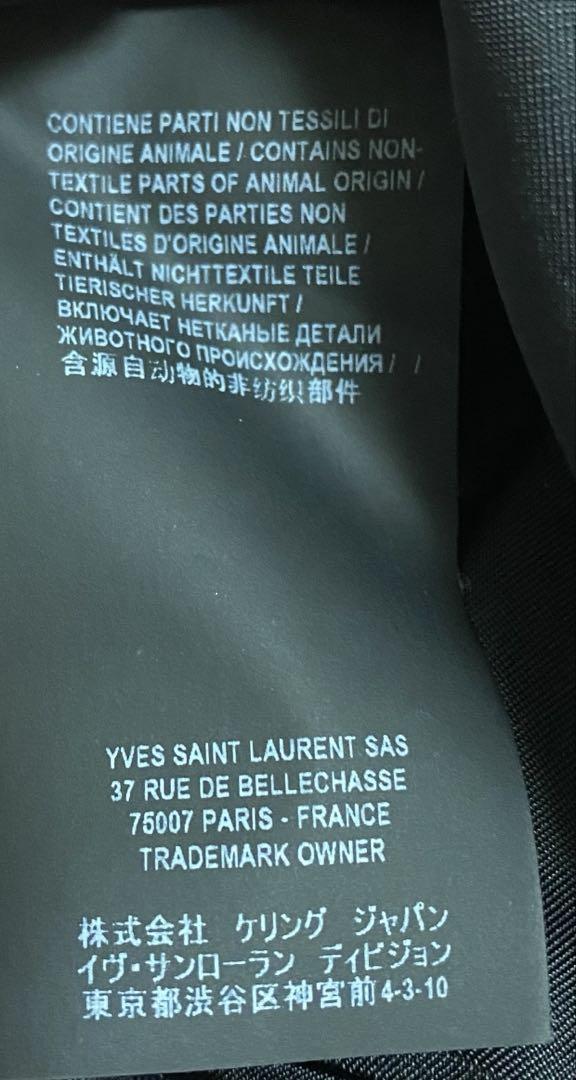 CONTIENE PARTI NON TESSILI DI
ORIGINE ANIMALE / CONTAINS NON-
TEXTILE PARTS OF ANIMAL ORIGIN /
CONTIENT DES PARTIES NON
TEXTILES D'ORIGINE ANIMALE /
ENTHÄLT NICHTTEXTILE TEILE
TIERISCHER HERKUNFT /
ВКЛЮЧАЕТ НЕТКАНЫЕ ДЕТАЛИ
ЖИВОТНОГО ПРОИСХОЖДЕНИЯ / /
含源自动物的非纺织部件
YVES SAINT LAURENT SAS
37 RUE DE BELLECHASSE
75007 PARIS - FRANCE
TRADEMARK OWNER
株式会社 ケリング ジャパン
イヴ・サンローラン ディビジョン
東京都渋谷区神宮前4-3-10